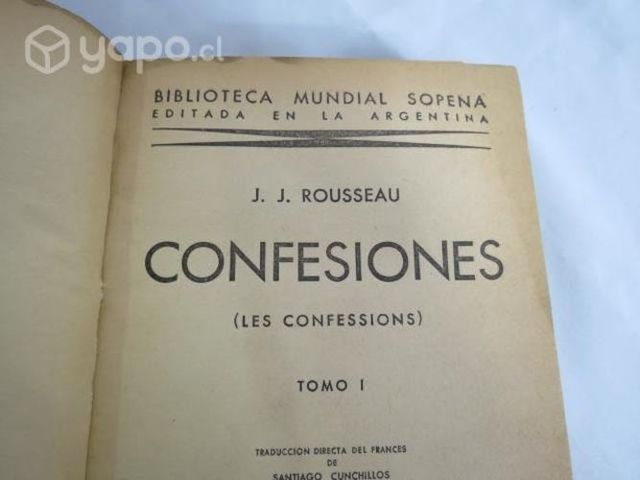 yapo.cl
BIBLIOTECA MUNDIAL SOPENA
EDITADA EN LA ARGENTINA
J. J. ROUSSEAU
CONFESIONES
(LES CONFESSIONS)
TOMO I
TRADUCCION DIRECTA DEL FRANCES
DE
SANTIAGO CUNCHILLOS